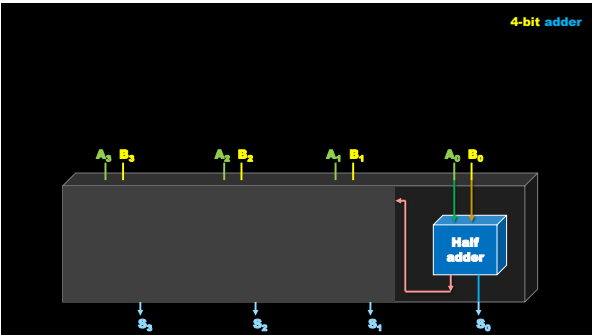 4-bit adder
A3 B3 A2 B2 A1 B1 A0 B0
Half
adder
S3 S2 S1 S0